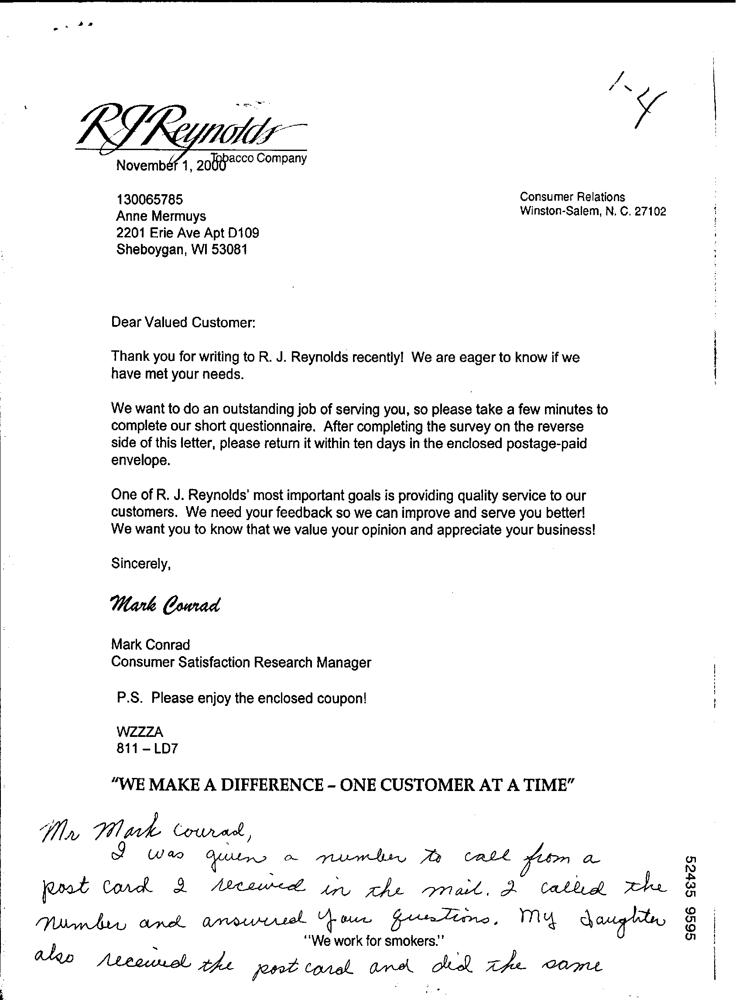 1-4
RJReynolds
Tobacco Company
November 1, 2000
Consumer Relations
Winston-Salem, N. C. 27102
130065785
Anne Mermuys
2201 Erie Ave Apt D109
Sheboygan, WI 53081
Dear Valued Customer:
Thank you for writing to R. J. Reynolds recently! We are eager to know if we
have met your needs.
We want to do an outstanding job of serving you, so please take a few minutes to
complete our short questionnaire. After completing the survey on the reverse
side of this letter, please return it within ten days in the enclosed postage-paid
envelope.
One of R. J. Reynolds' most important goals is providing quality service to our
customers. We need your feedback so we can improve and serve you better!
We want you to know that we value your opinion and appreciate your business!
Sincerely,
Mark Conrad
Mark Conrad
Consumer Satisfaction Research Manager
P.S. Please enjoy the enclosed coupon!
WZZZA
811 – LD7
"WE MAKE A DIFFERENCE – ONE CUSTOMER AT A TIME"
Mr Mark Conrad,
I was given a number to call from a
post card I received in the mail. I called the
number and answered your questions. My daughter
"We work for smokers."
also received the post card and did the same
52435 9595